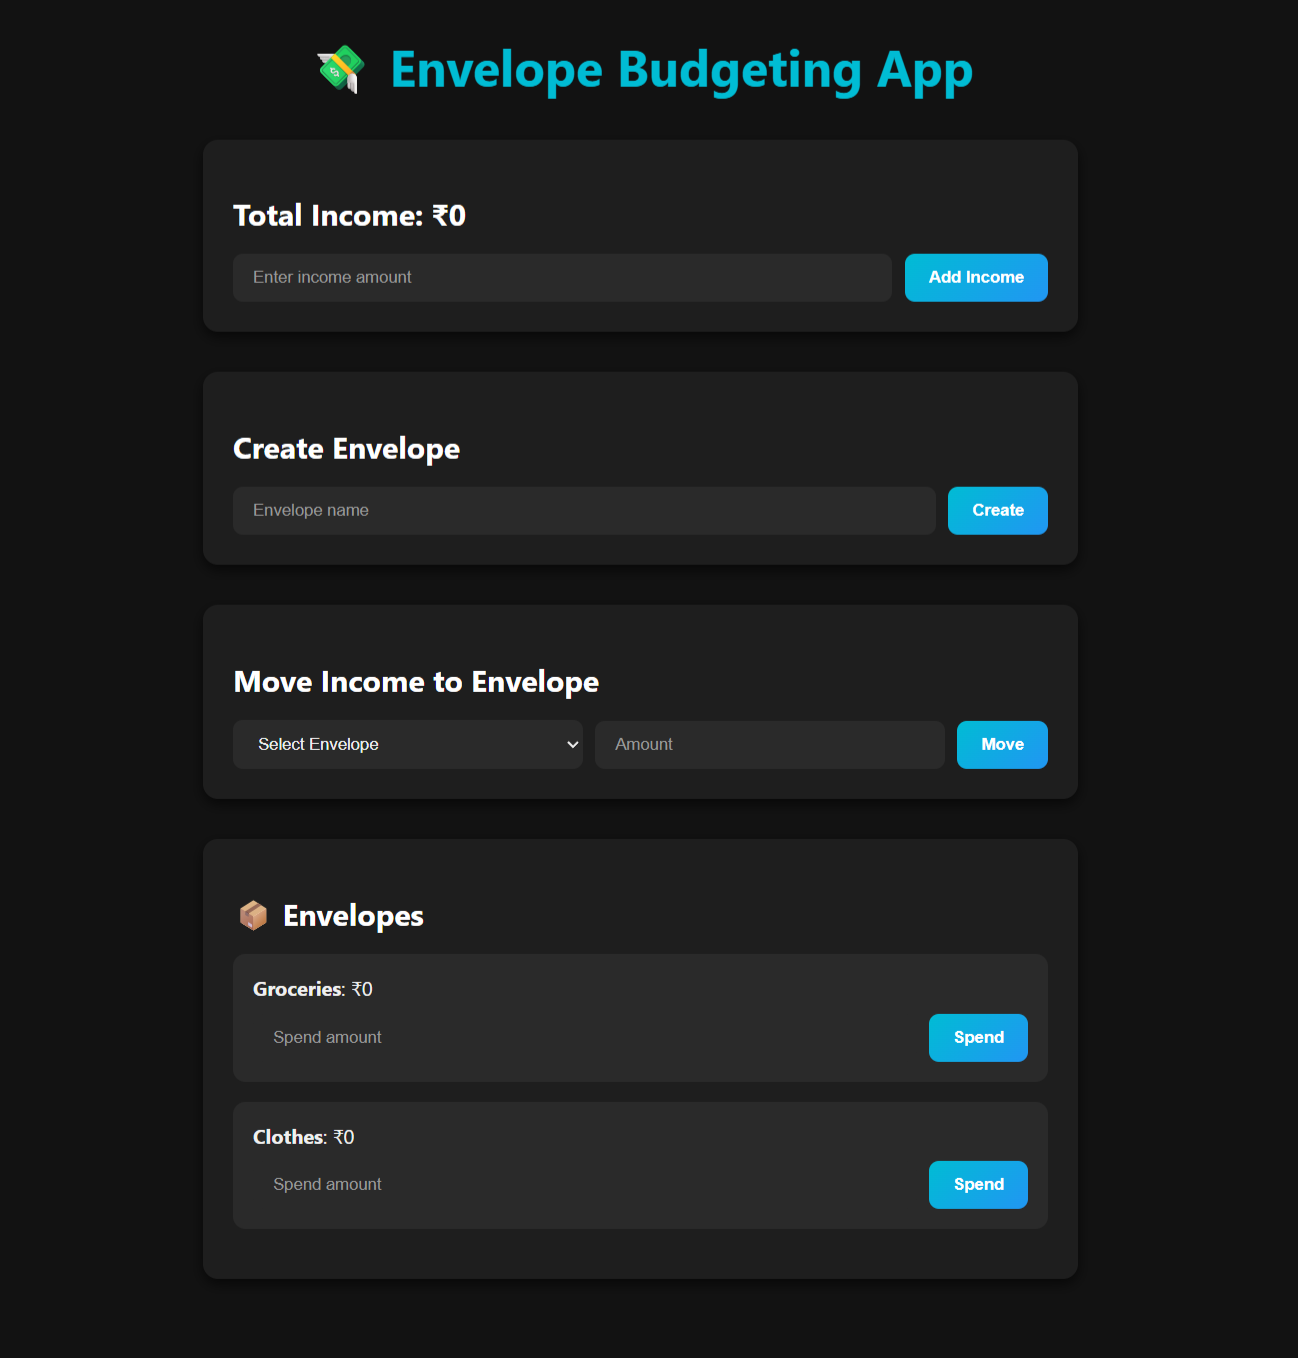 Envelope Budgeting App
Total Income: ₹0
Enter income amount
Add Income
Create Envelope
Envelope name
Create
Move Income to Envelope
Select Envelope
Amount
Move
Envelopes
Groceries: ₹0
Spend amount
Spend
Clothes: ₹0
Spend amount
Spend